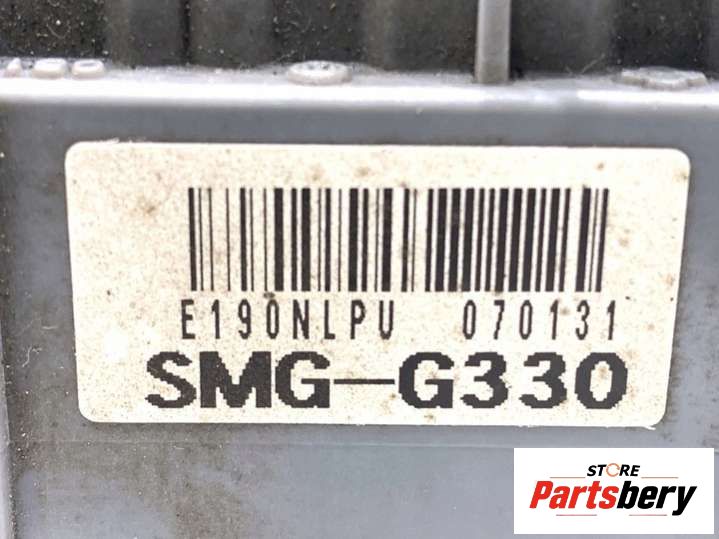 E190NLPU 070131
SMG-G330
STORE
Partsbery